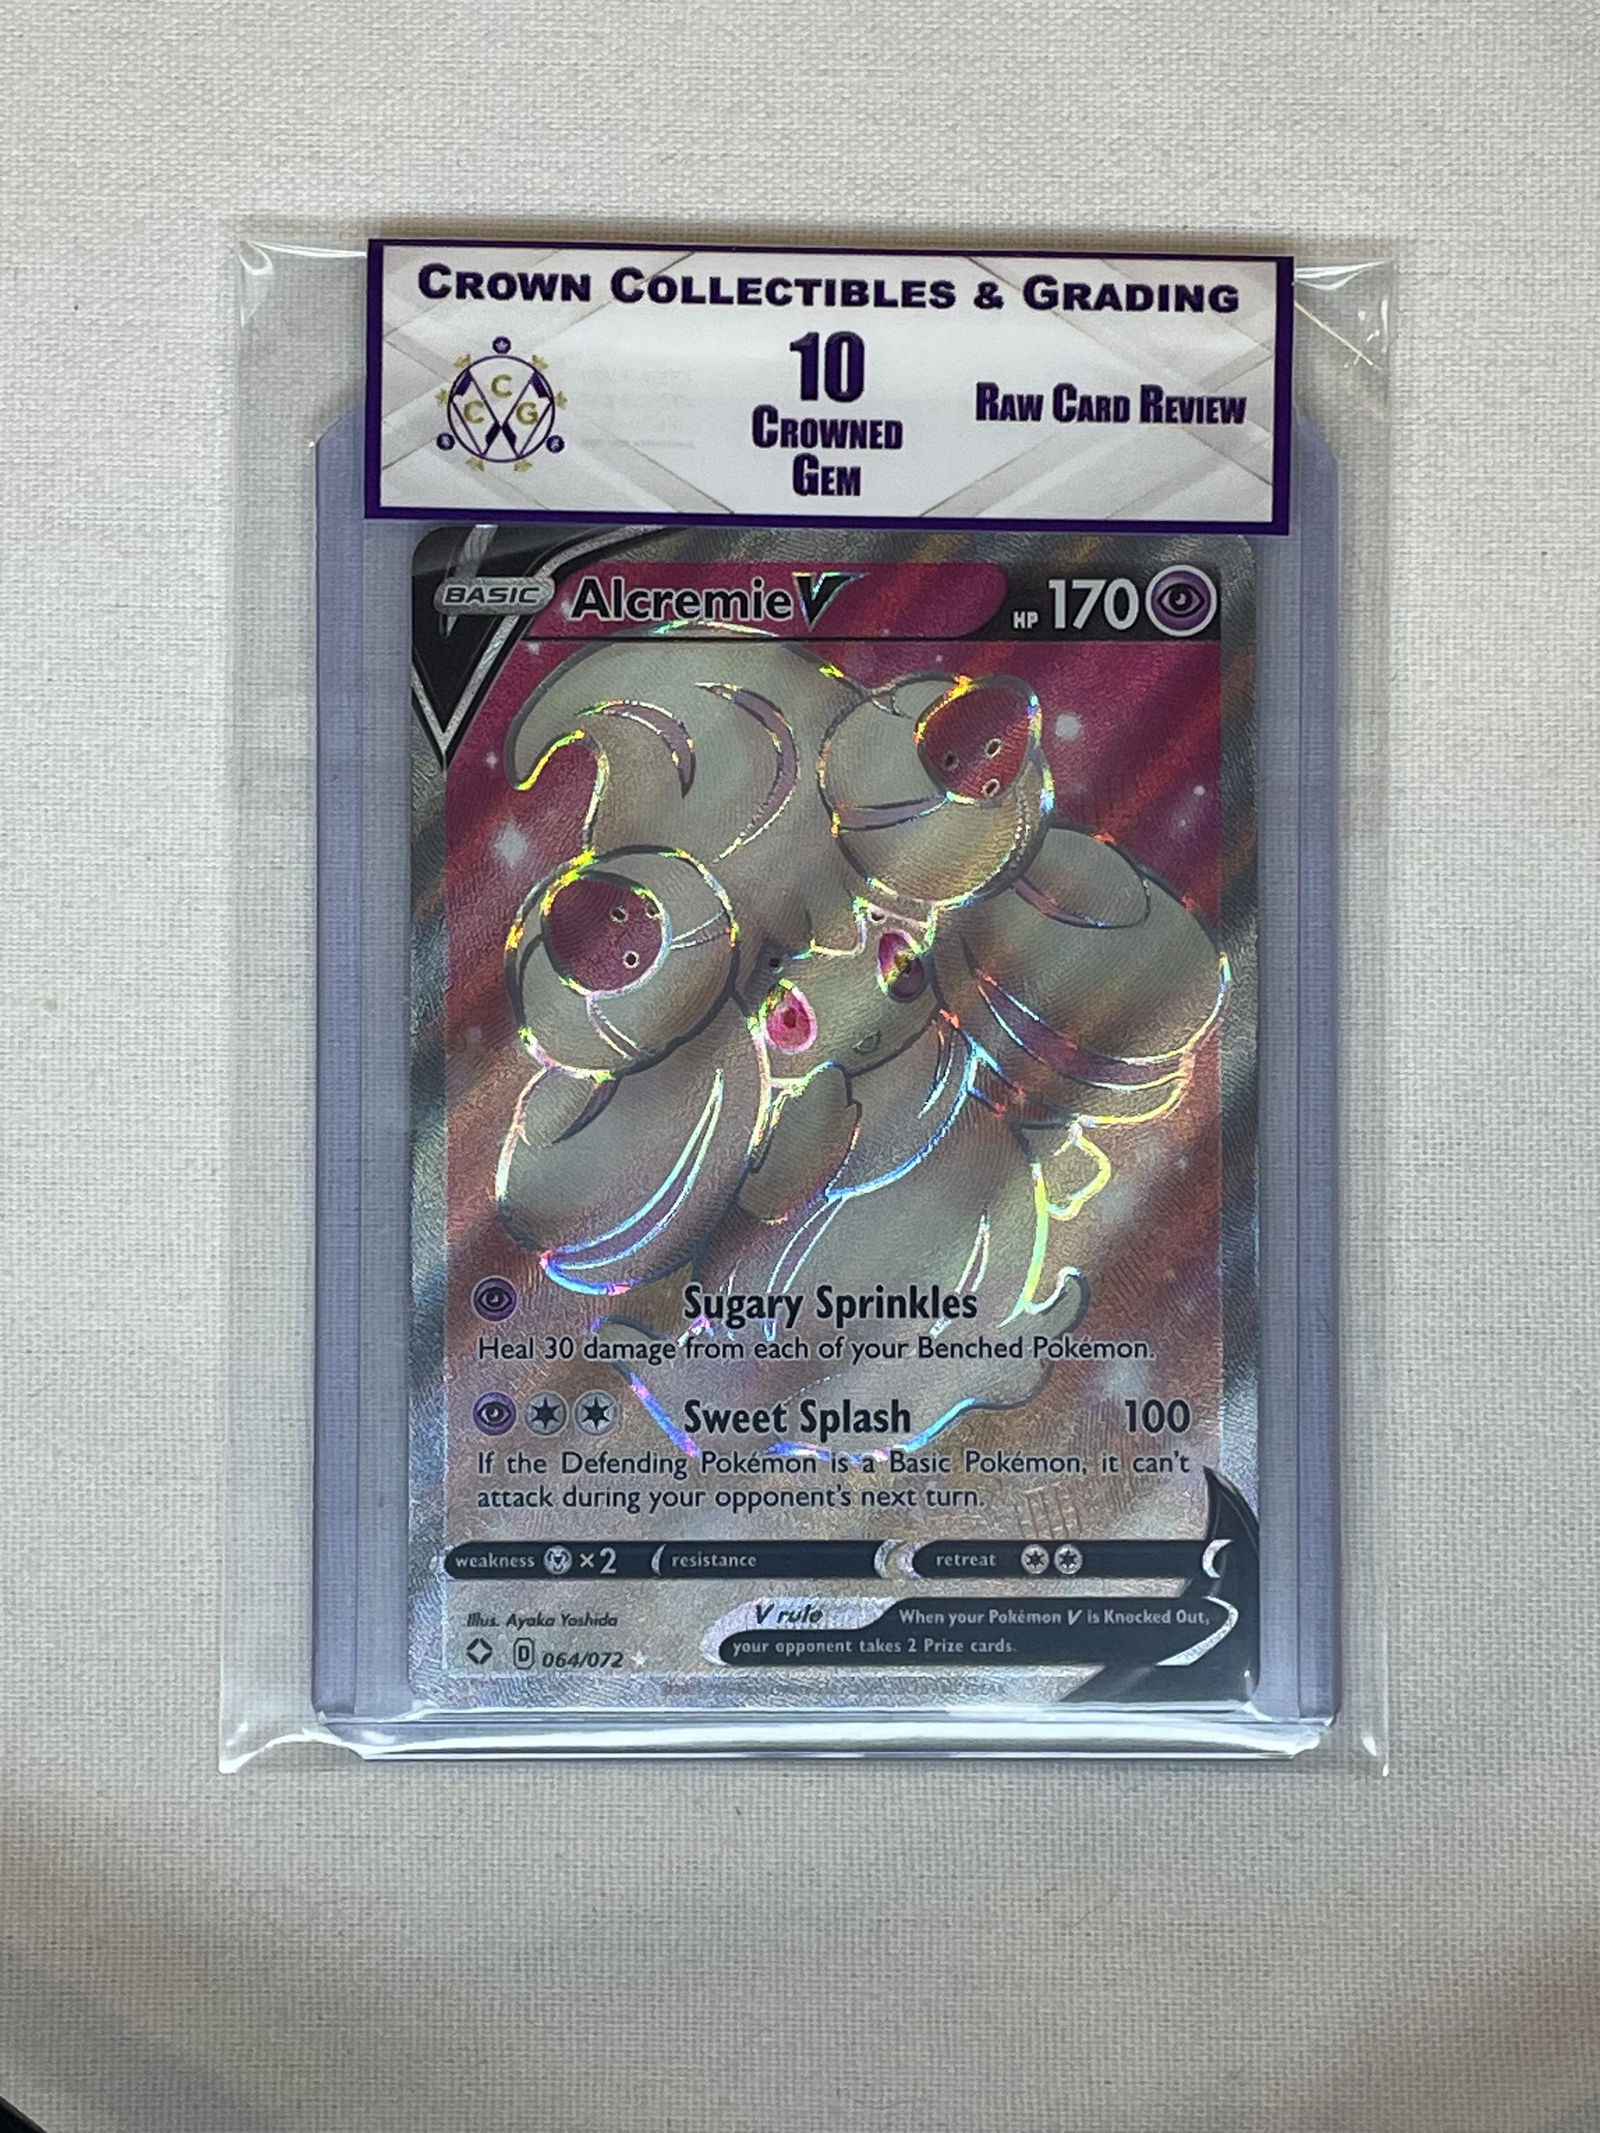 CROWN COLLECTIBLES & GRADING
C
C G
10
CROWNED
GEM
RAW CARD REVIEW
BASIC Alcremie V HP 170
Sugary Sprinkles
Heal 30 damage from each of your Benched Pokémon.
Sweet Splash 100
If the Defending Pokémon is a Basic Pokémon, it can't
attack during your opponent's next turn.
weakness ×2 resistance retreat
Illus. Ayaka Yoshida
V rule When your Pokémon V is Knocked Out,
your opponent takes 2 Prize cards.
D 064/072